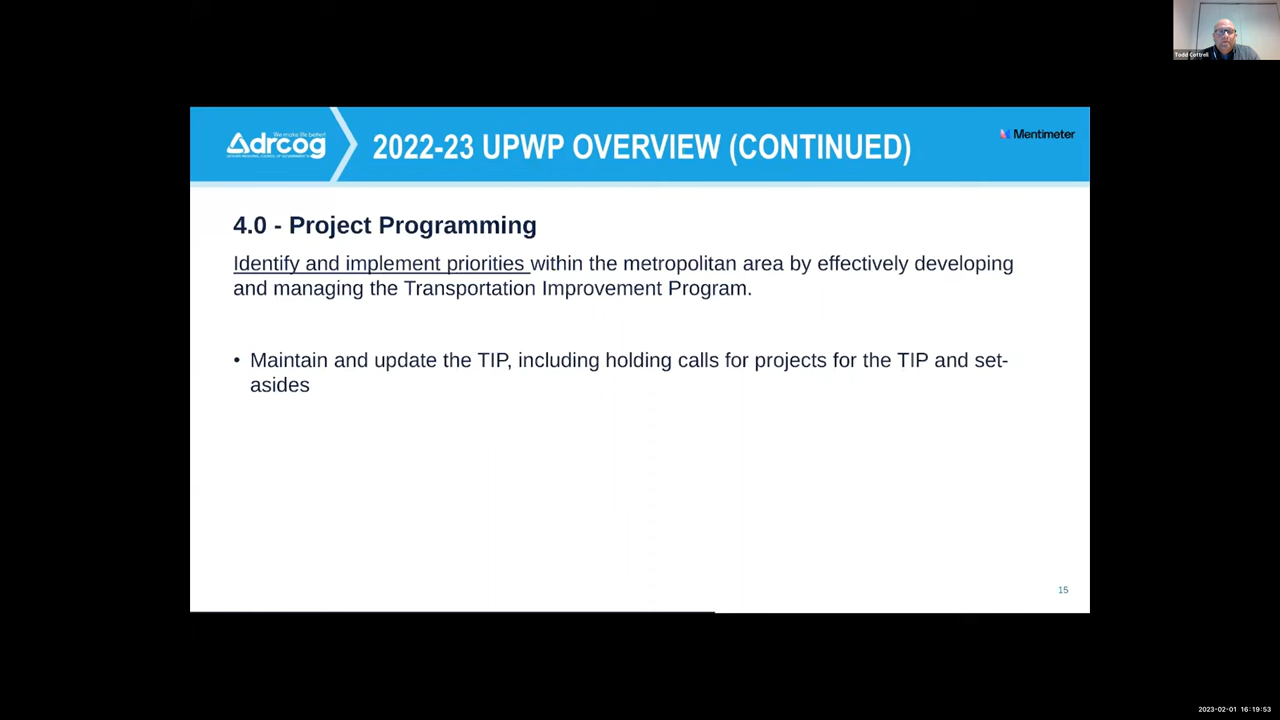 Todd Cottrell
We make life better!
drcog
Mentimeter
2022-23 UPWP OVERVIEW (CONTINUED)
4.0 - Project Programming
Identify and implement priorities within the metropolitan area by effectively developing
and managing the Transportation Improvement Program.
• Maintain and update the TIP, including holding calls for projects for the TIP and set-
asides
15
2023-02-01 16:19:53